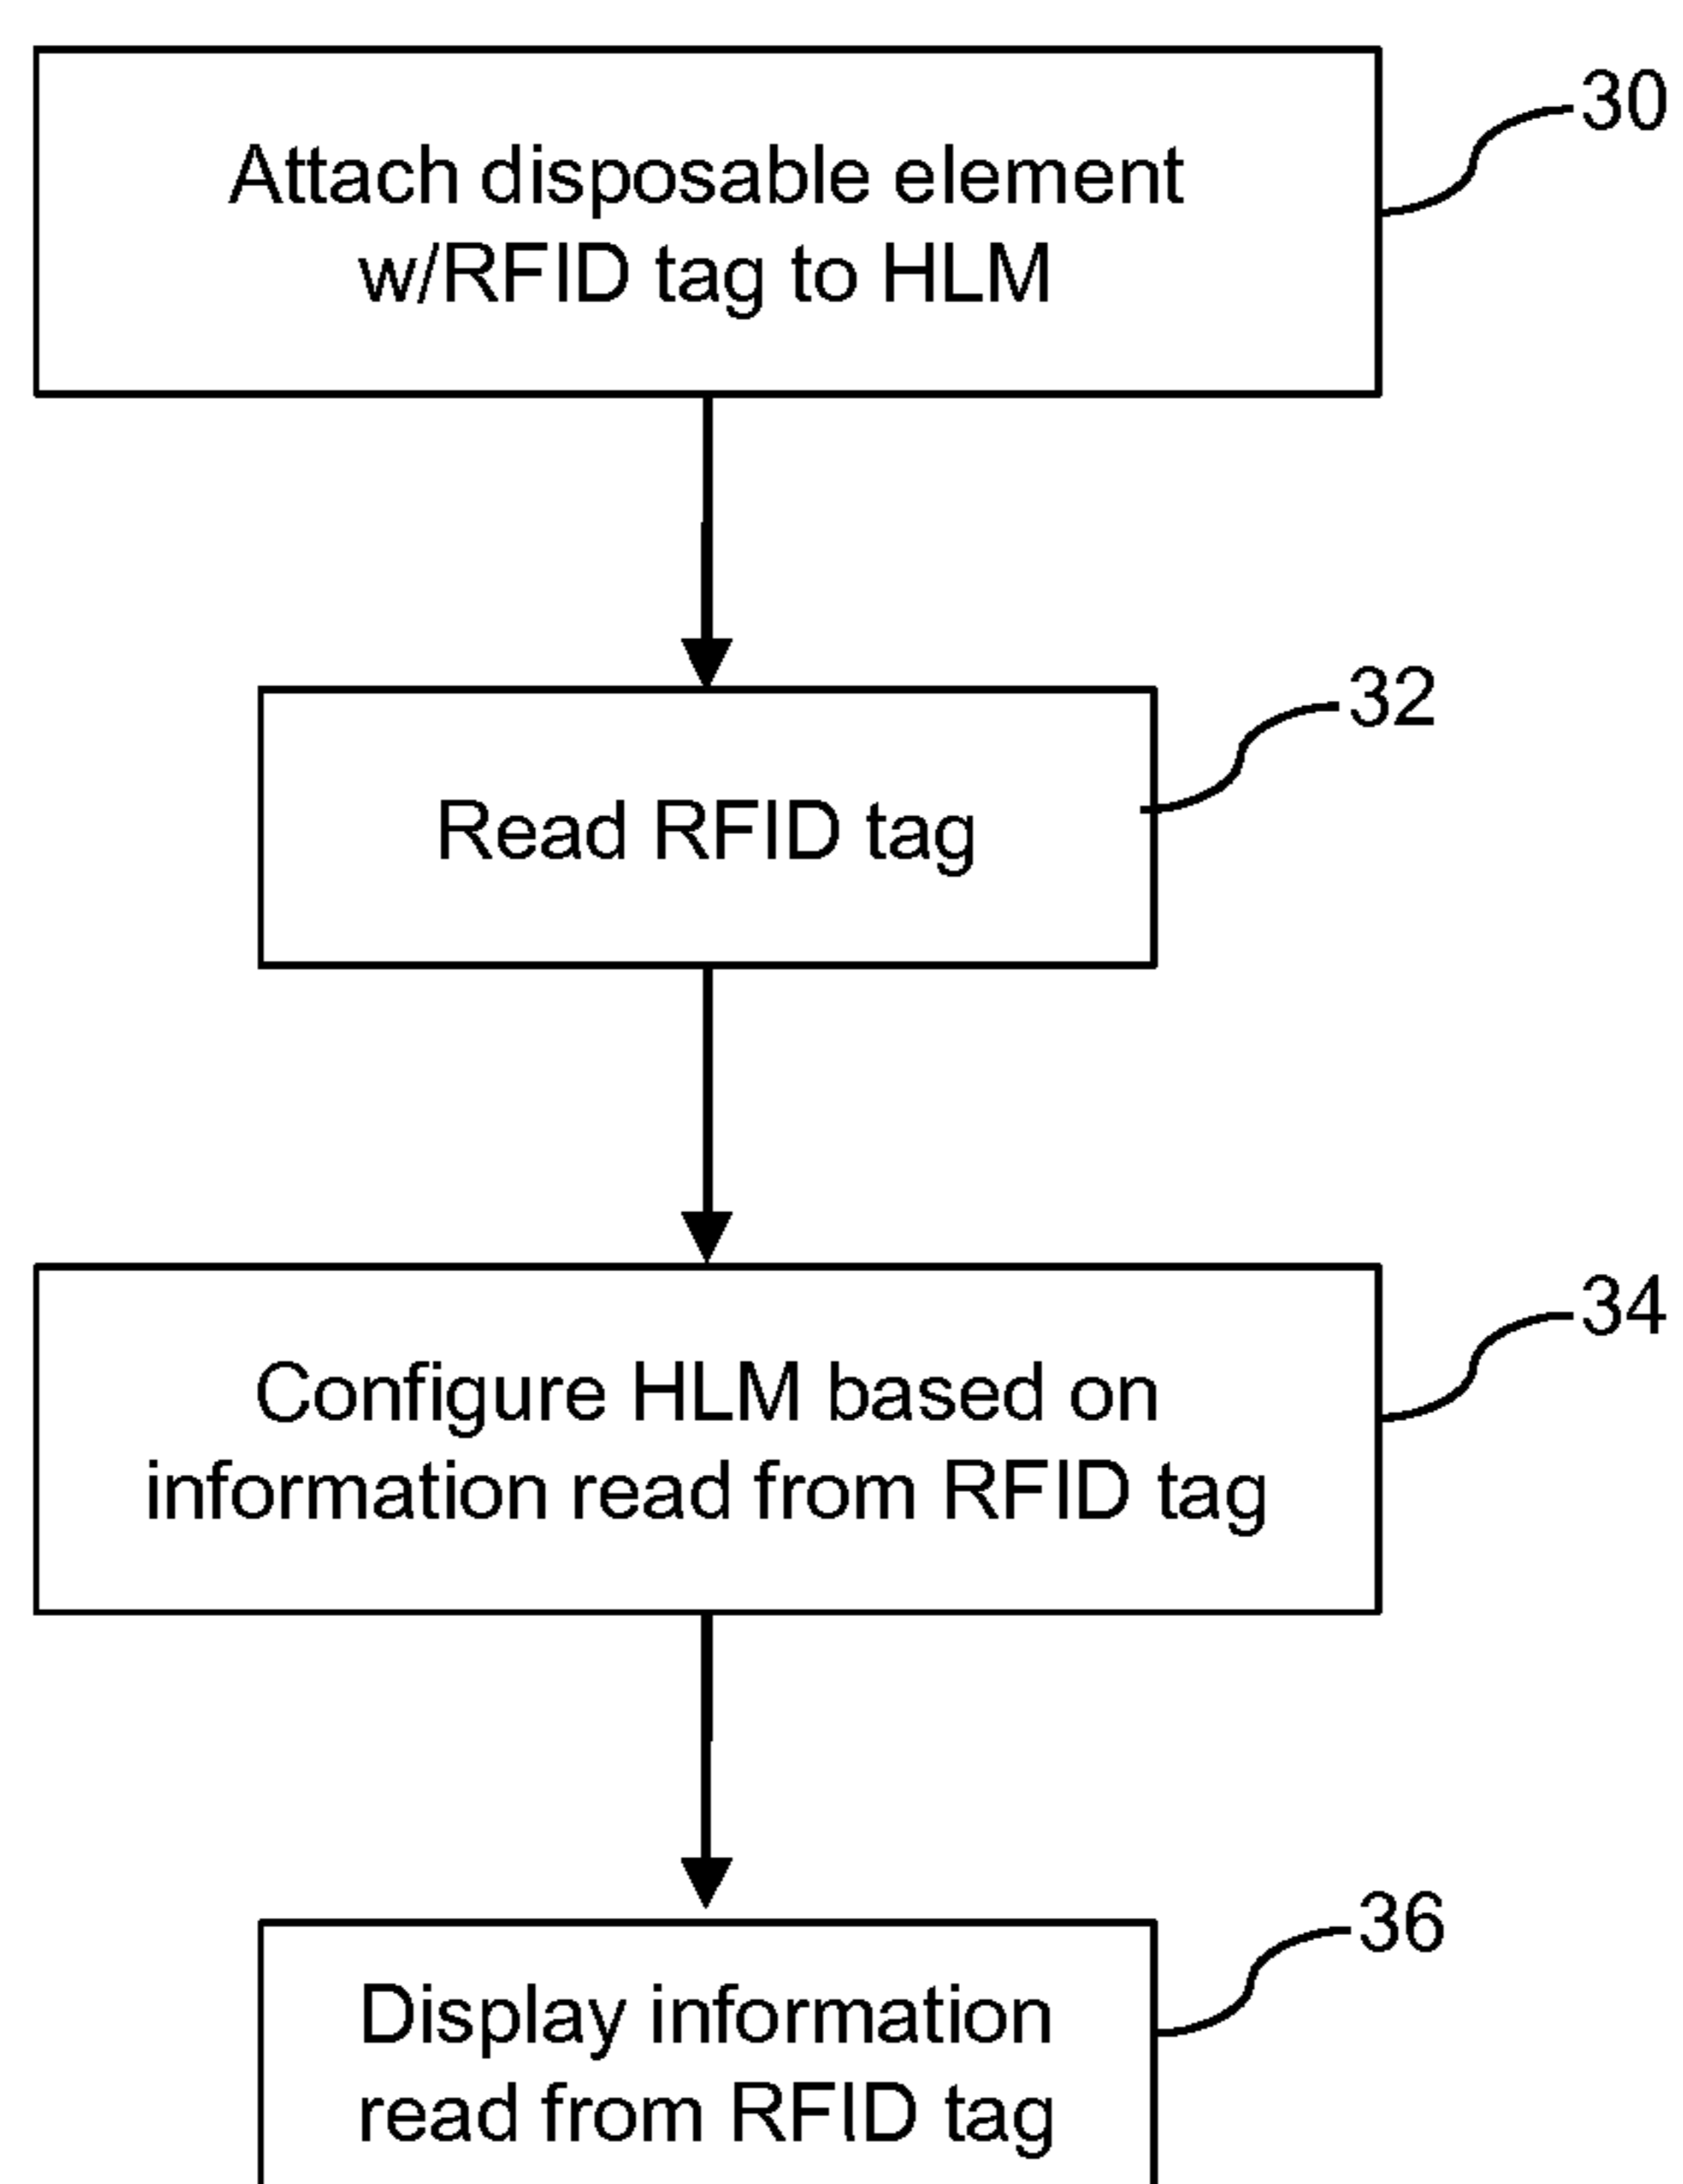 Attach disposable element
w/RFID tag to HLM
30
Read RFID tag
32
Configure HLM based on
information read from RFID tag
34
Display information
read from RFID tag
36